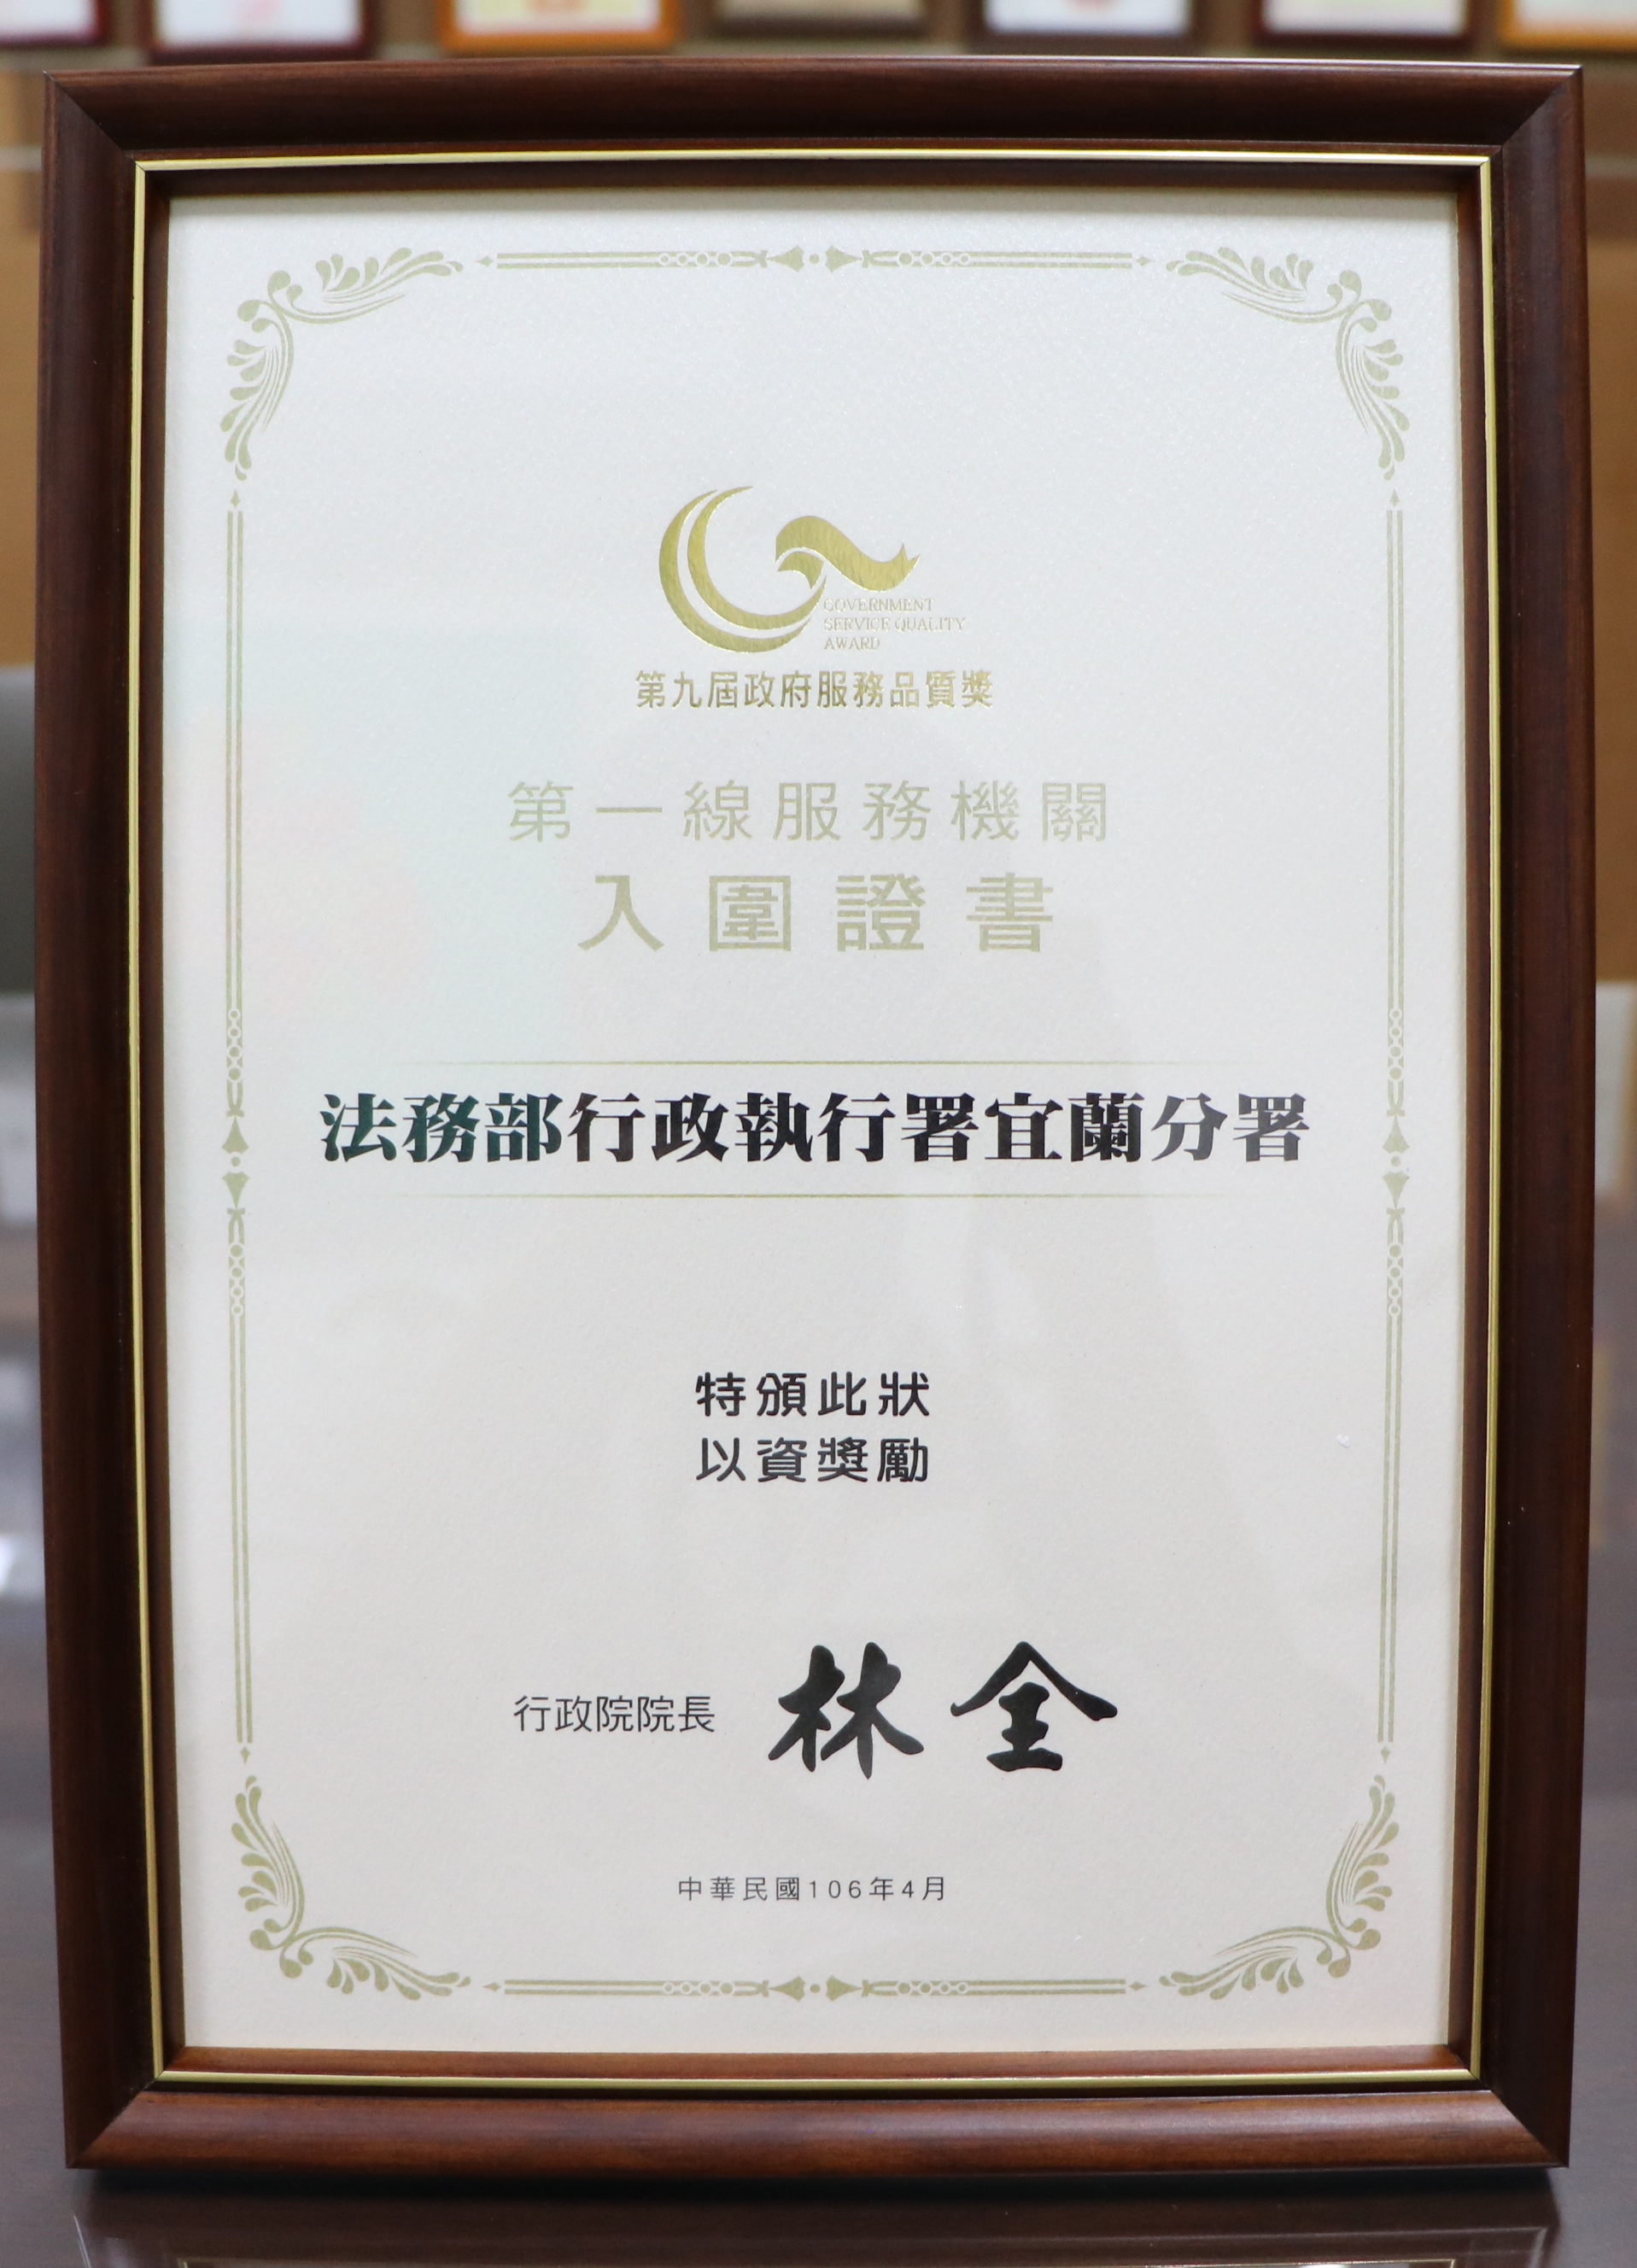 GOVERNMENT
SERVICE QUALITY
AWARD
第九屆政府服務品質獎
第一線服務機關
入圍證書
法務部行政執行署宜蘭分署
特頒此狀
以資獎勵
行政院院長 林全
中華民國106年4月